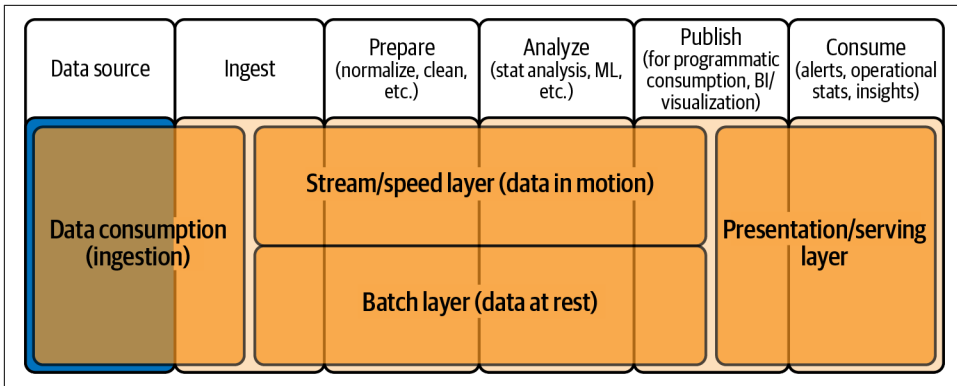 Data source
Ingest
Prepare
(normalize, clean,
etc.)
Analyze
(stat analysis, ML,
etc.)
Publish
(for programmatic
consumption, BI/
visualization)
Consume
(alerts, operational
stats, insights)
Data consumption
(ingestion)
Stream/speed layer (data in motion)
Batch layer (data at rest)
Presentation/serving
layer